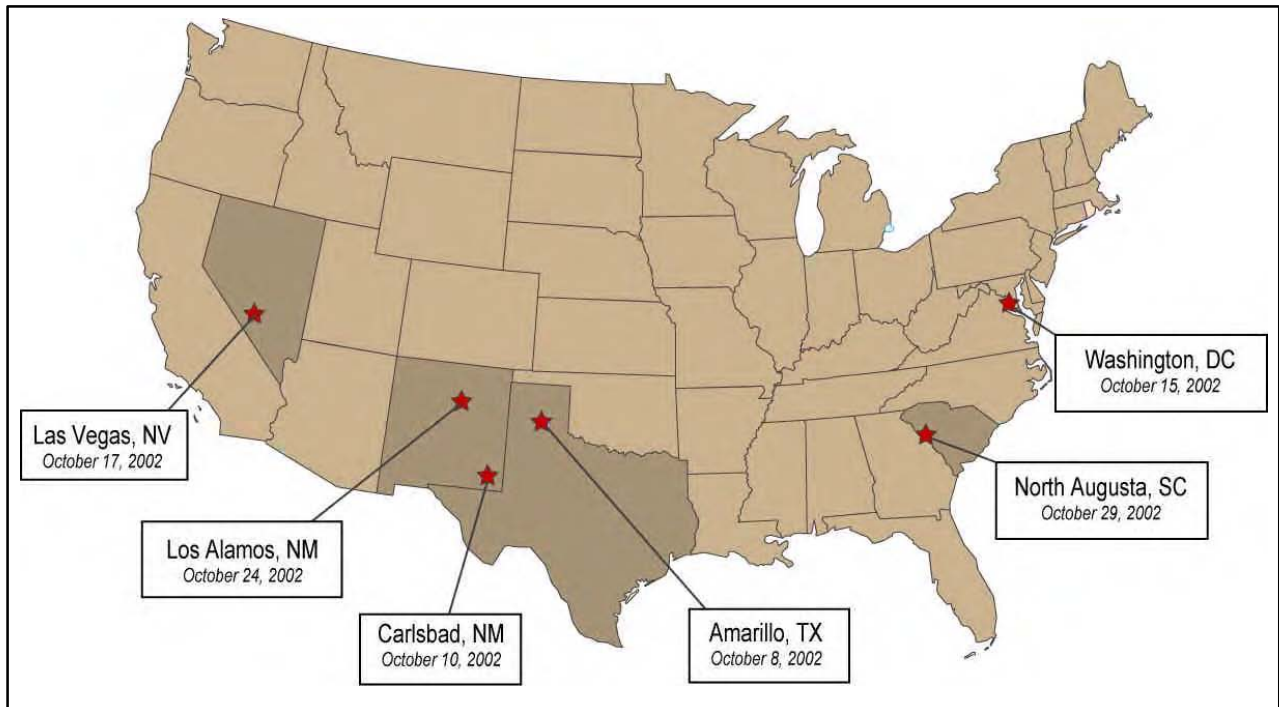 Washington, DC
October 15, 2002
Las Vegas, NV
October 17, 2002
North Augusta, SC
October 29, 2002
Los Alamos, NM
October 24, 2002
Carlsbad, NM
October 10, 2002
Amarillo, TX
October 8, 2002